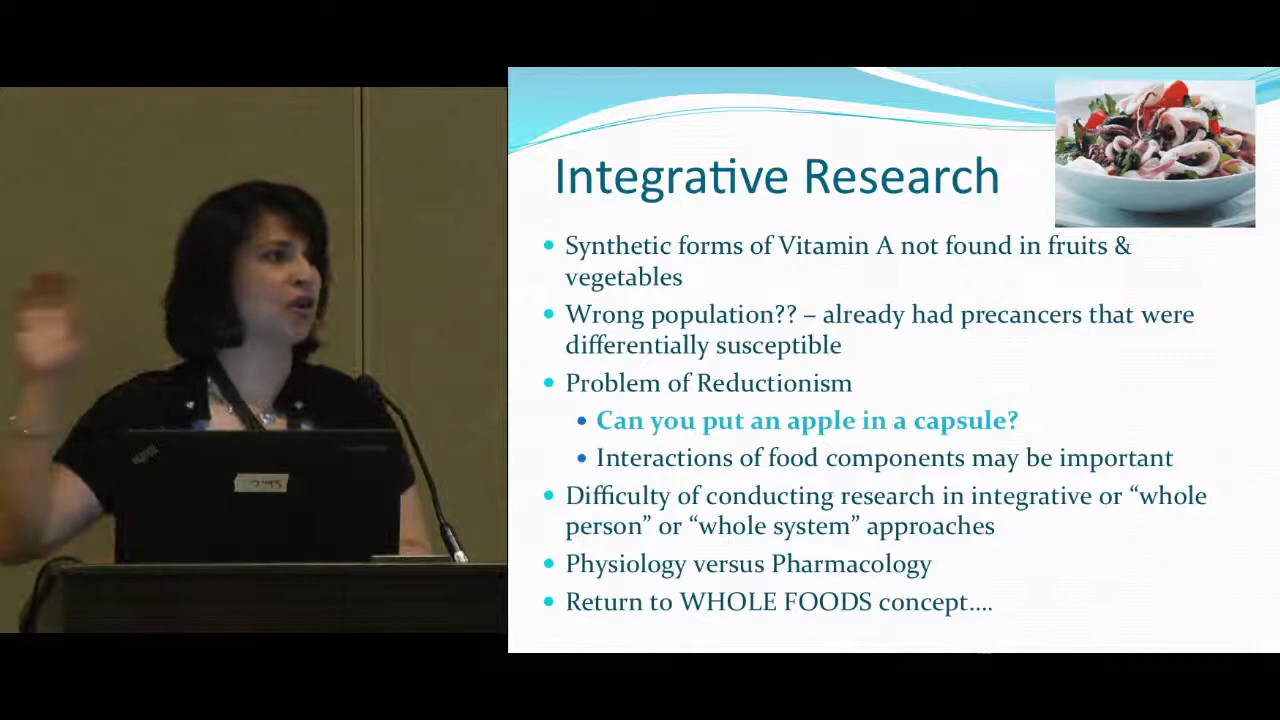 Integrative Research
• Synthetic forms of Vitamin A not found in fruits &
vegetables
• Wrong population?? – already had precancers that were
differentially susceptible
• Problem of Reductionism
• Can you put an apple in a capsule?
• Interactions of food components may be important
• Difficulty of conducting research in integrative or “whole
person” or “whole system” approaches
• Physiology versus Pharmacology
• Return to WHOLE FOODS concept....